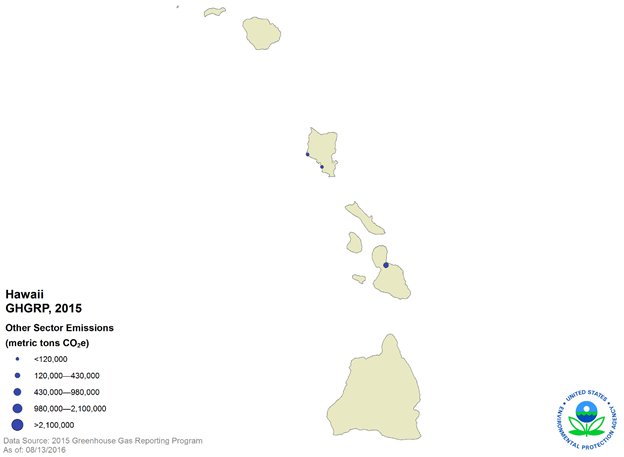 Hawaii
GHGRP, 2015
Other Sector Emissions
(metric tons CO₂e)
<120,000
120,000—430,000
430,000—980,000
980,000—2,100,000
>2,100,000
Data Source: 2015 Greenhouse Gas Reporting Program
As of: 08/13/2016
UNITED STATES
ENVIRONMENTAL PROTECTION AGENCY